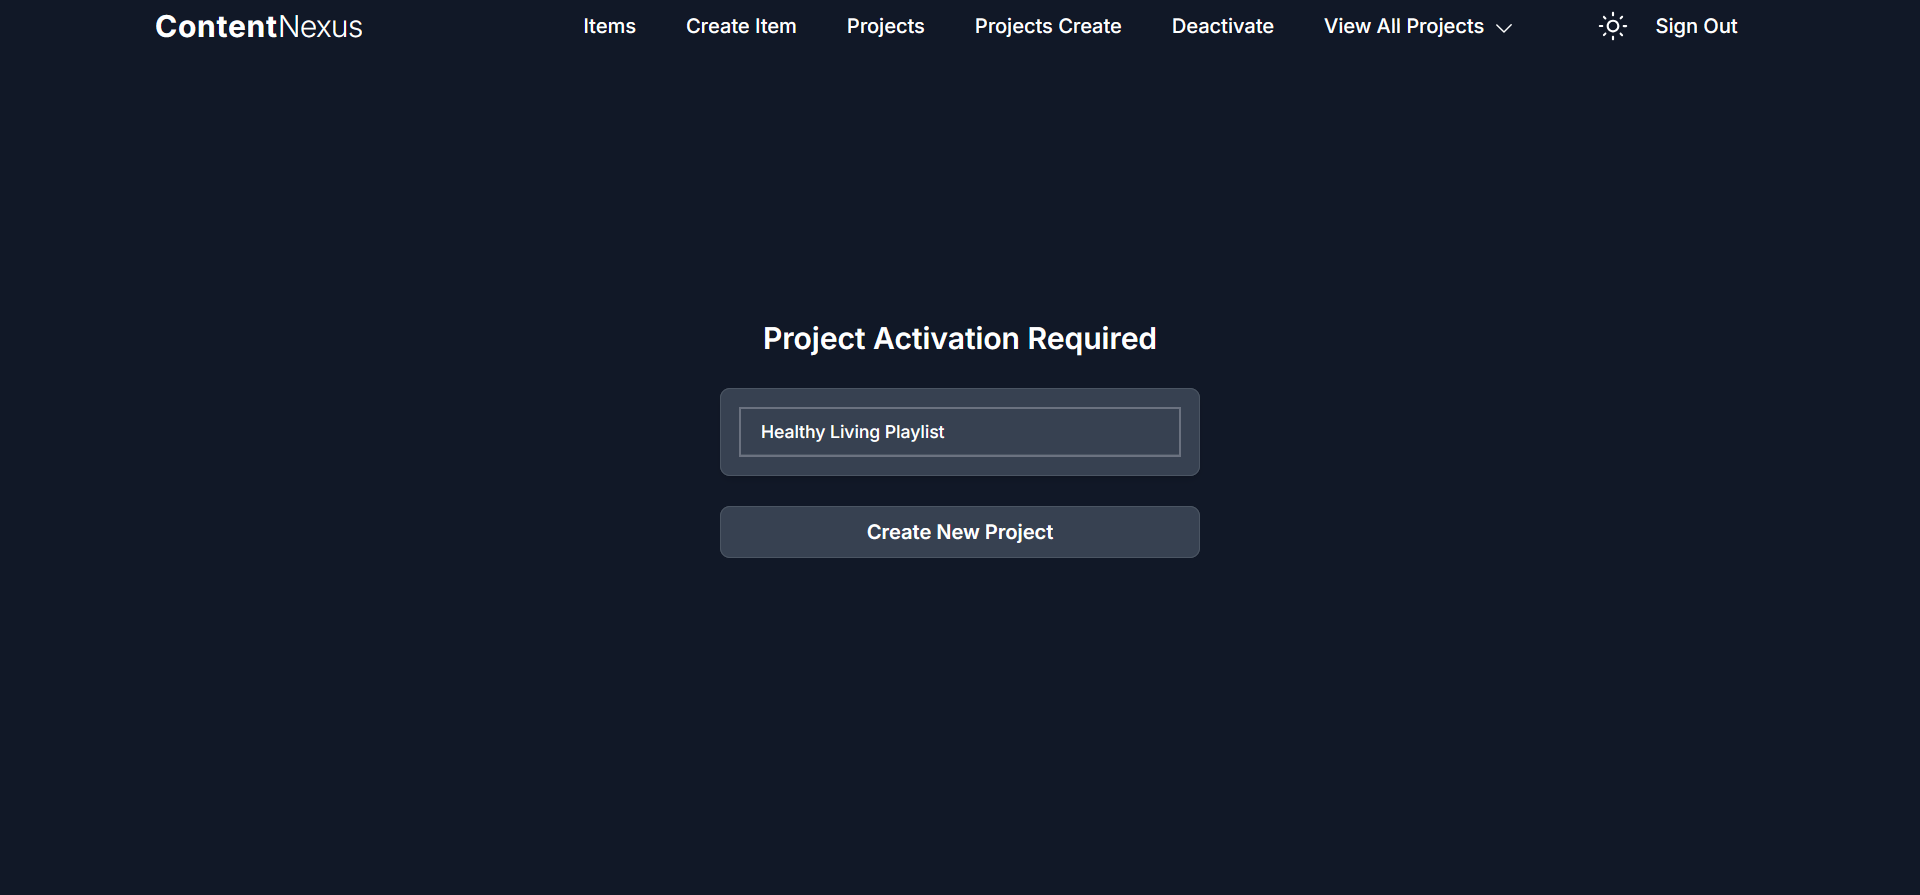 ContentNexus Items Create Item Projects Projects Create Deactivate View All Projects Sign Out
Project Activation Required
Healthy Living Playlist
Create New Project